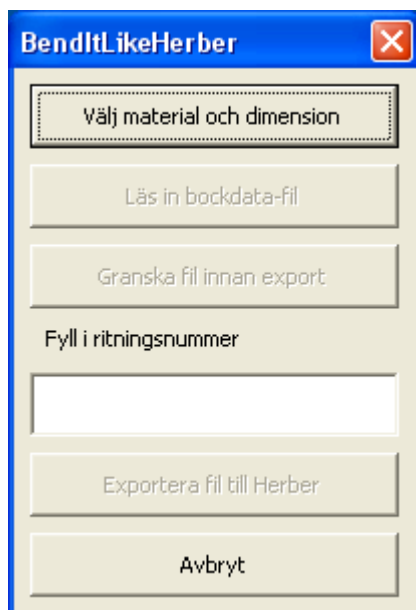 BendItLikeHerber
Välj material och dimension
Läs in bockdata-fil
Granska fil innan export
Fyll i ritningsnummer
Exportera fil till Herber
Avbryt